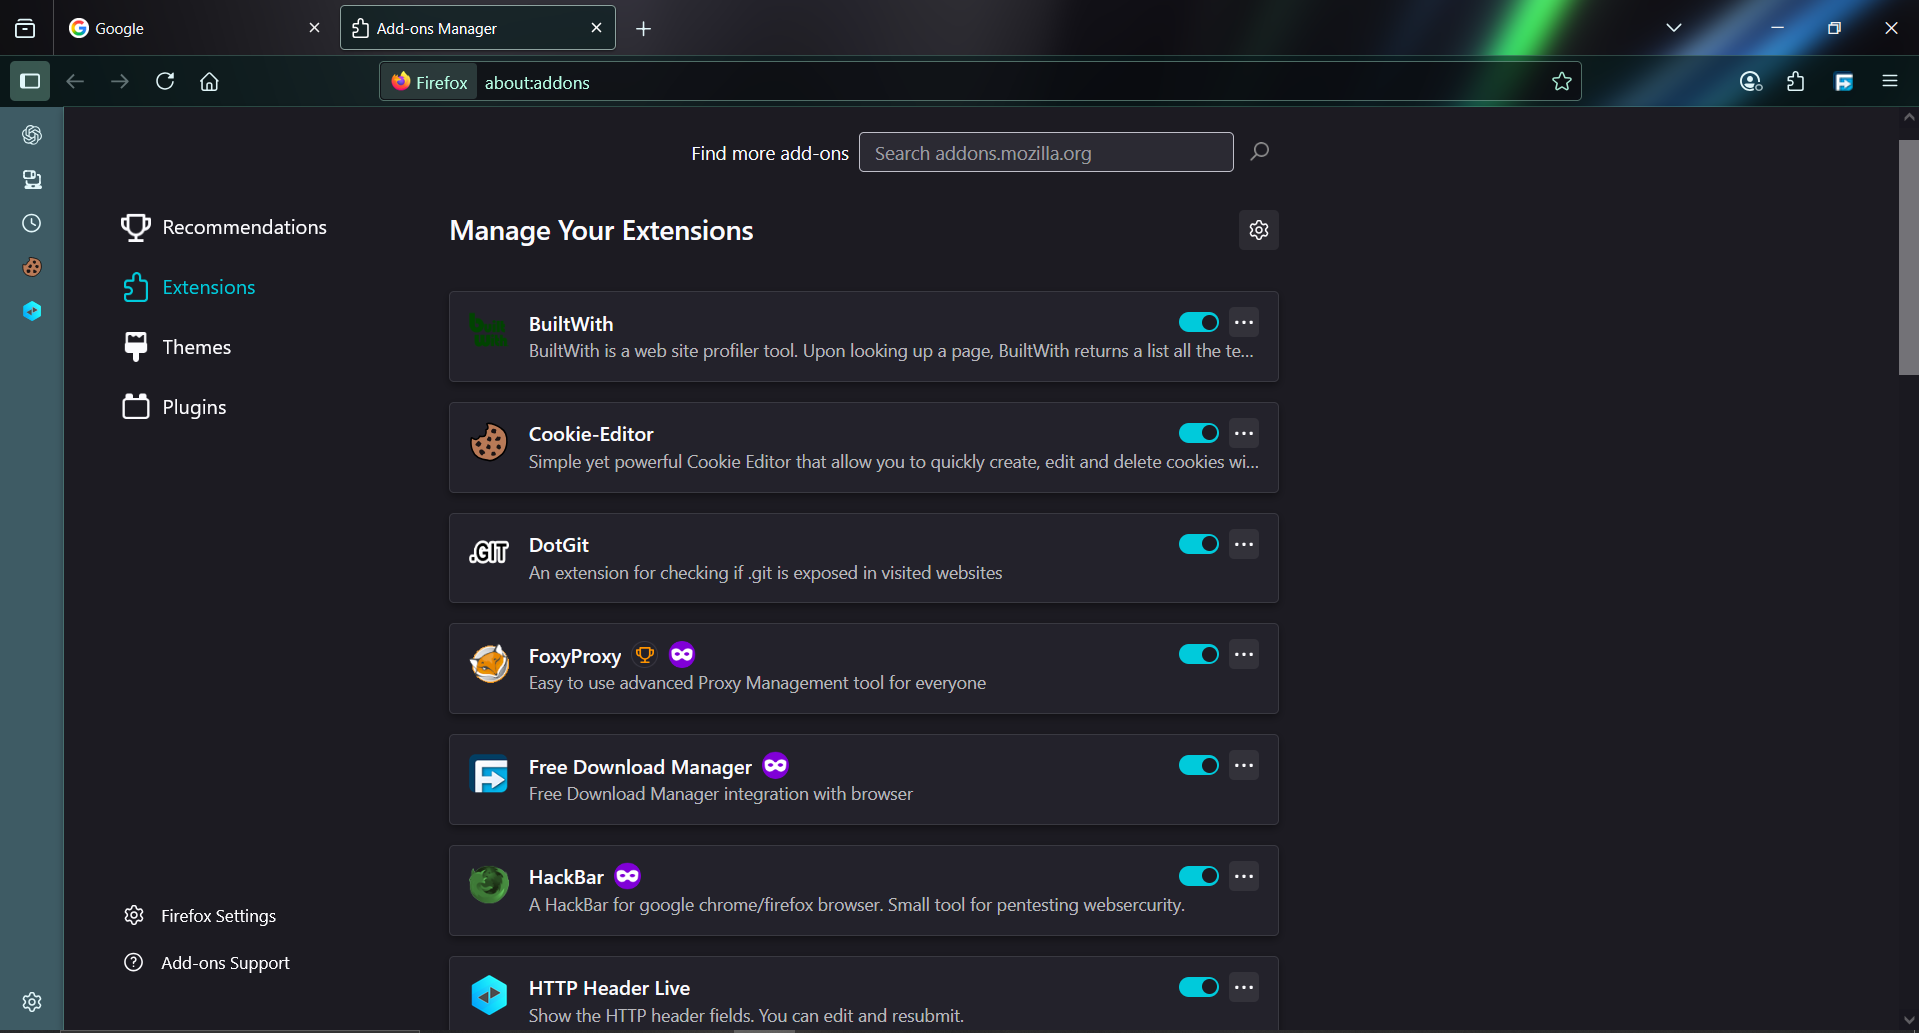 Google
Add-ons Manager
Firefox about:addons
Find more add-ons Search addons.mozilla.org
Recommendations
Extensions
Themes
Plugins
Firefox Settings
Add-ons Support
Manage Your Extensions
BuiltWith
BuiltWith is a web site profiler tool. Upon looking up a page, BuiltWith returns a list all the te...
Cookie-Editor
Simple yet powerful Cookie Editor that allow you to quickly create, edit and delete cookies wi...
.GIT
DotGit
An extension for checking if .git is exposed in visited websites
FoxyProxy
Easy to use advanced Proxy Management tool for everyone
Free Download Manager
Free Download Manager integration with browser
HackBar
A HackBar for google chrome/firefox browser. Small tool for pentesting websercurity.
HTTP Header Live
Show the HTTP header fields. You can edit and resubmit.